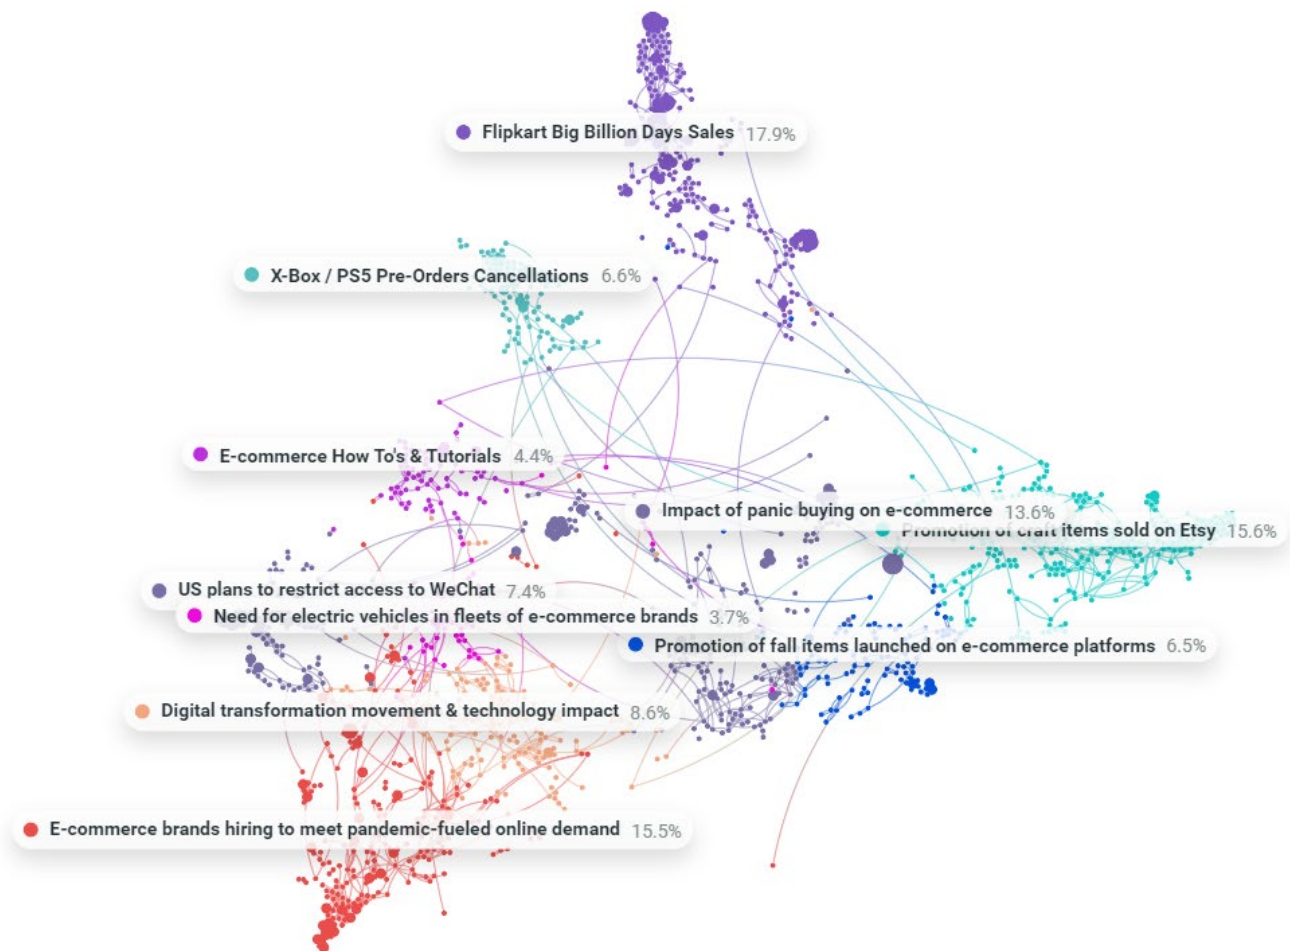 Flipkart Big Billion Days Sales 17.9%
X-Box / PS5 Pre-Orders Cancellations 6.6%
E-commerce How To's & Tutorials 4.4%
Impact of panic buying on e-commerce 13.6%
Promotion of craft items sold on Etsy 15.6%
US plans to restrict access to WeChat 7.4%
Need for electric vehicles in fleets of e-commerce brands 3.7%
Promotion of fall items launched on e-commerce platforms 6.5%
Digital transformation movement & technology impact 8.6%
E-commerce brands hiring to meet pandemic-fueled online demand 15.5%